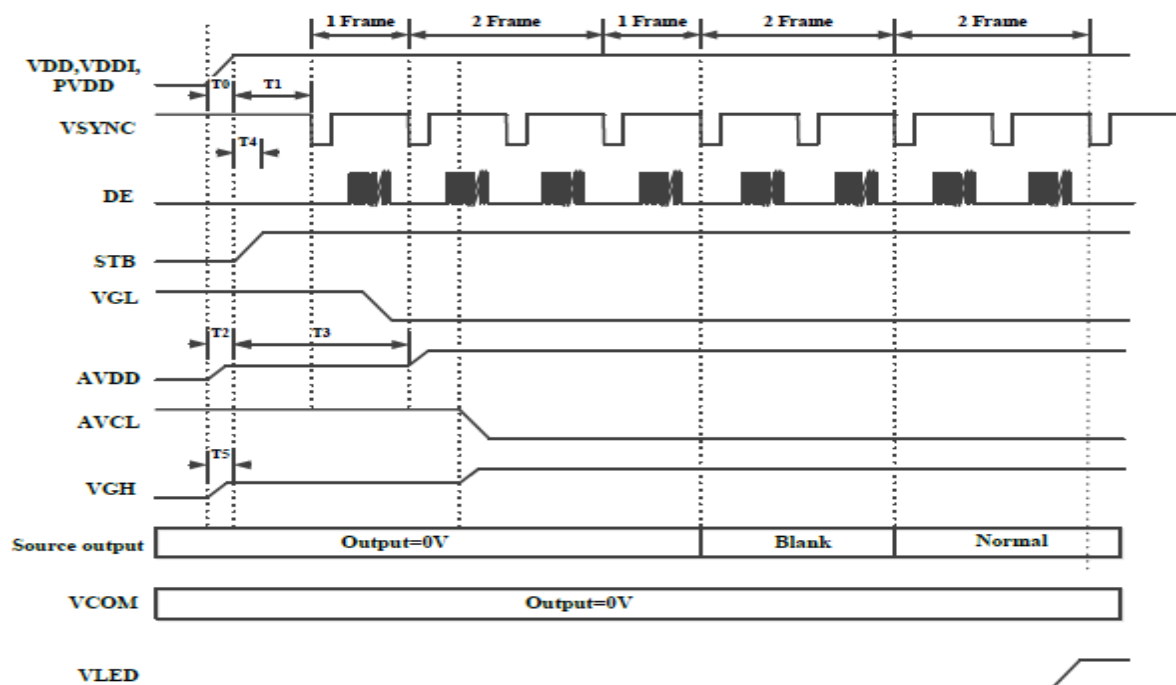 1 Frame 2 Frame 1 Frame 2 Frame 2 Frame
VDD,VDDI,
PVDD
T0 T1
VSYNC
T4
DE
STB
VGL
T2 T3
AVDD
AVCL
T5
VGH
Source output Output=0V Blank Normal
VCOM Output=0V
VLED